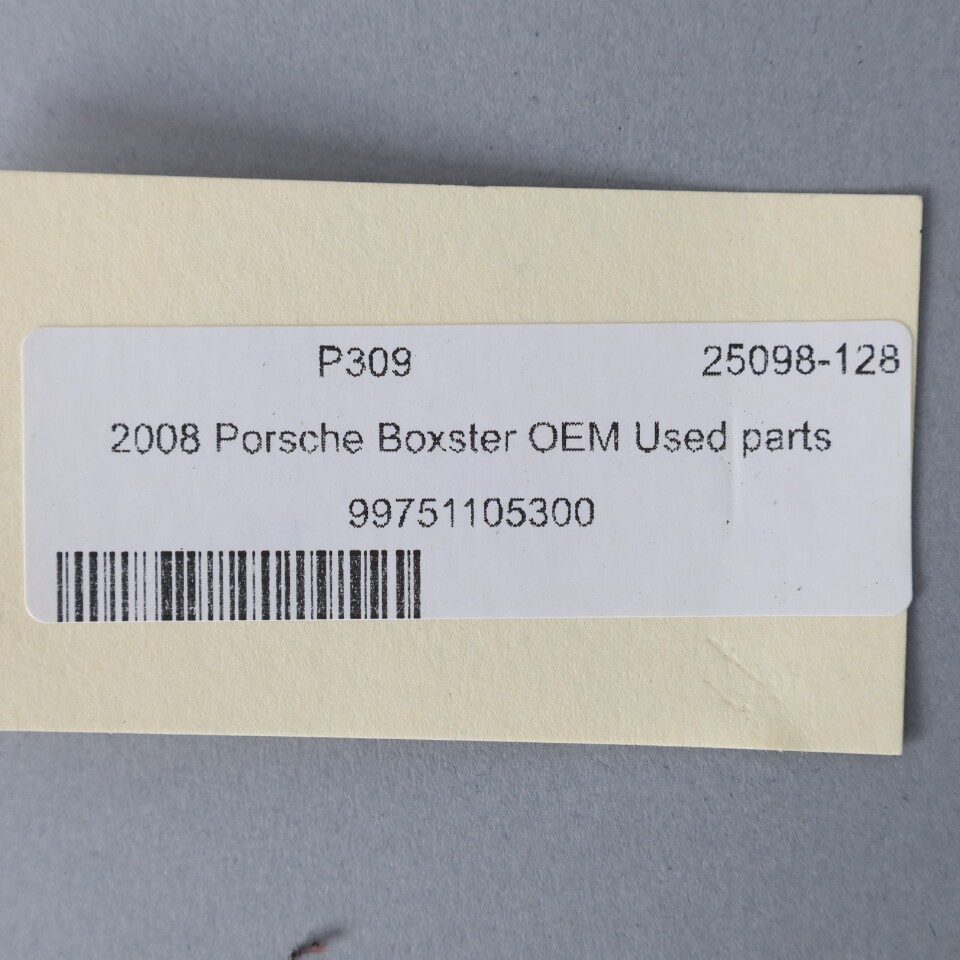 P309 25098-128
2008 Porsche Boxster OEM Used parts
99751105300